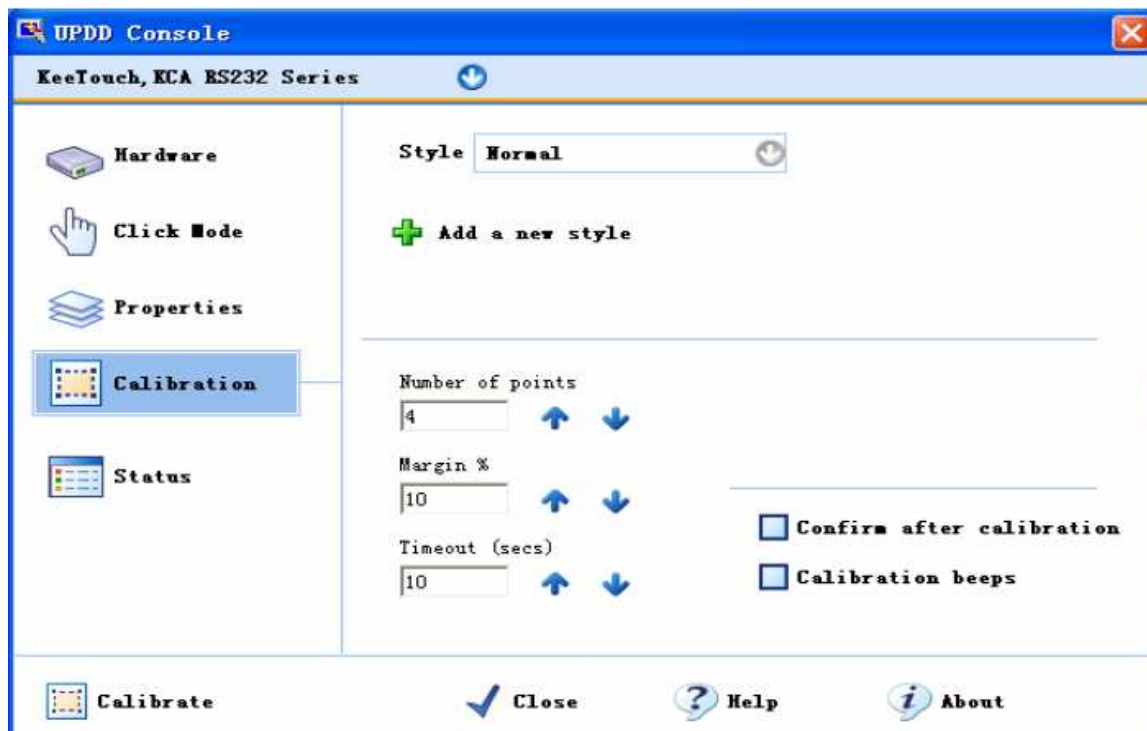 UPDD Console
KeeTouch,KCA RS232 Series
Hardware
Click Mode
Properties
Calibration
Status
Style Normal
Add a new style
Number of points
4
Margin %
10
Timeout (secs)
10
Confirm after calibration
Calibration beeps
Calibrate Close Help About